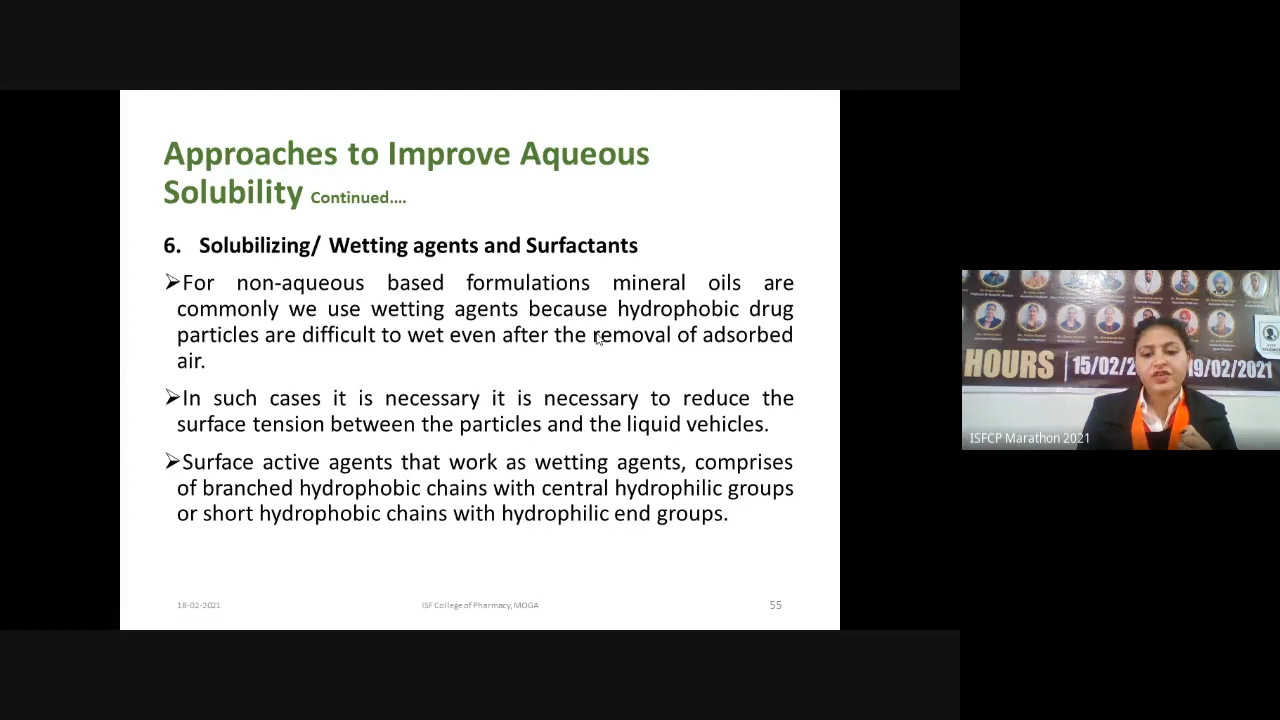 Approaches to Improve Aqueous
Solubility Continued....
6. Solubilizing/ Wetting agents and Surfactants
➢For non-aqueous based formulations mineral oils are
commonly we use wetting agents because hydrophobic drug
particles are difficult to wet even after the removal of adsorbed
air.
➢In such cases it is necessary it is necessary to reduce the
surface tension between the particles and the liquid vehicles.
➢Surface active agents that work as wetting agents, comprises
of branched hydrophobic chains with central hydrophilic groups
or short hydrophobic chains with hydrophilic end groups.
18-02-2021
ISF College of Pharmacy, MOGA
55
HOURS 15/02/2 19/02/2021
ISFCP Marathon 2021